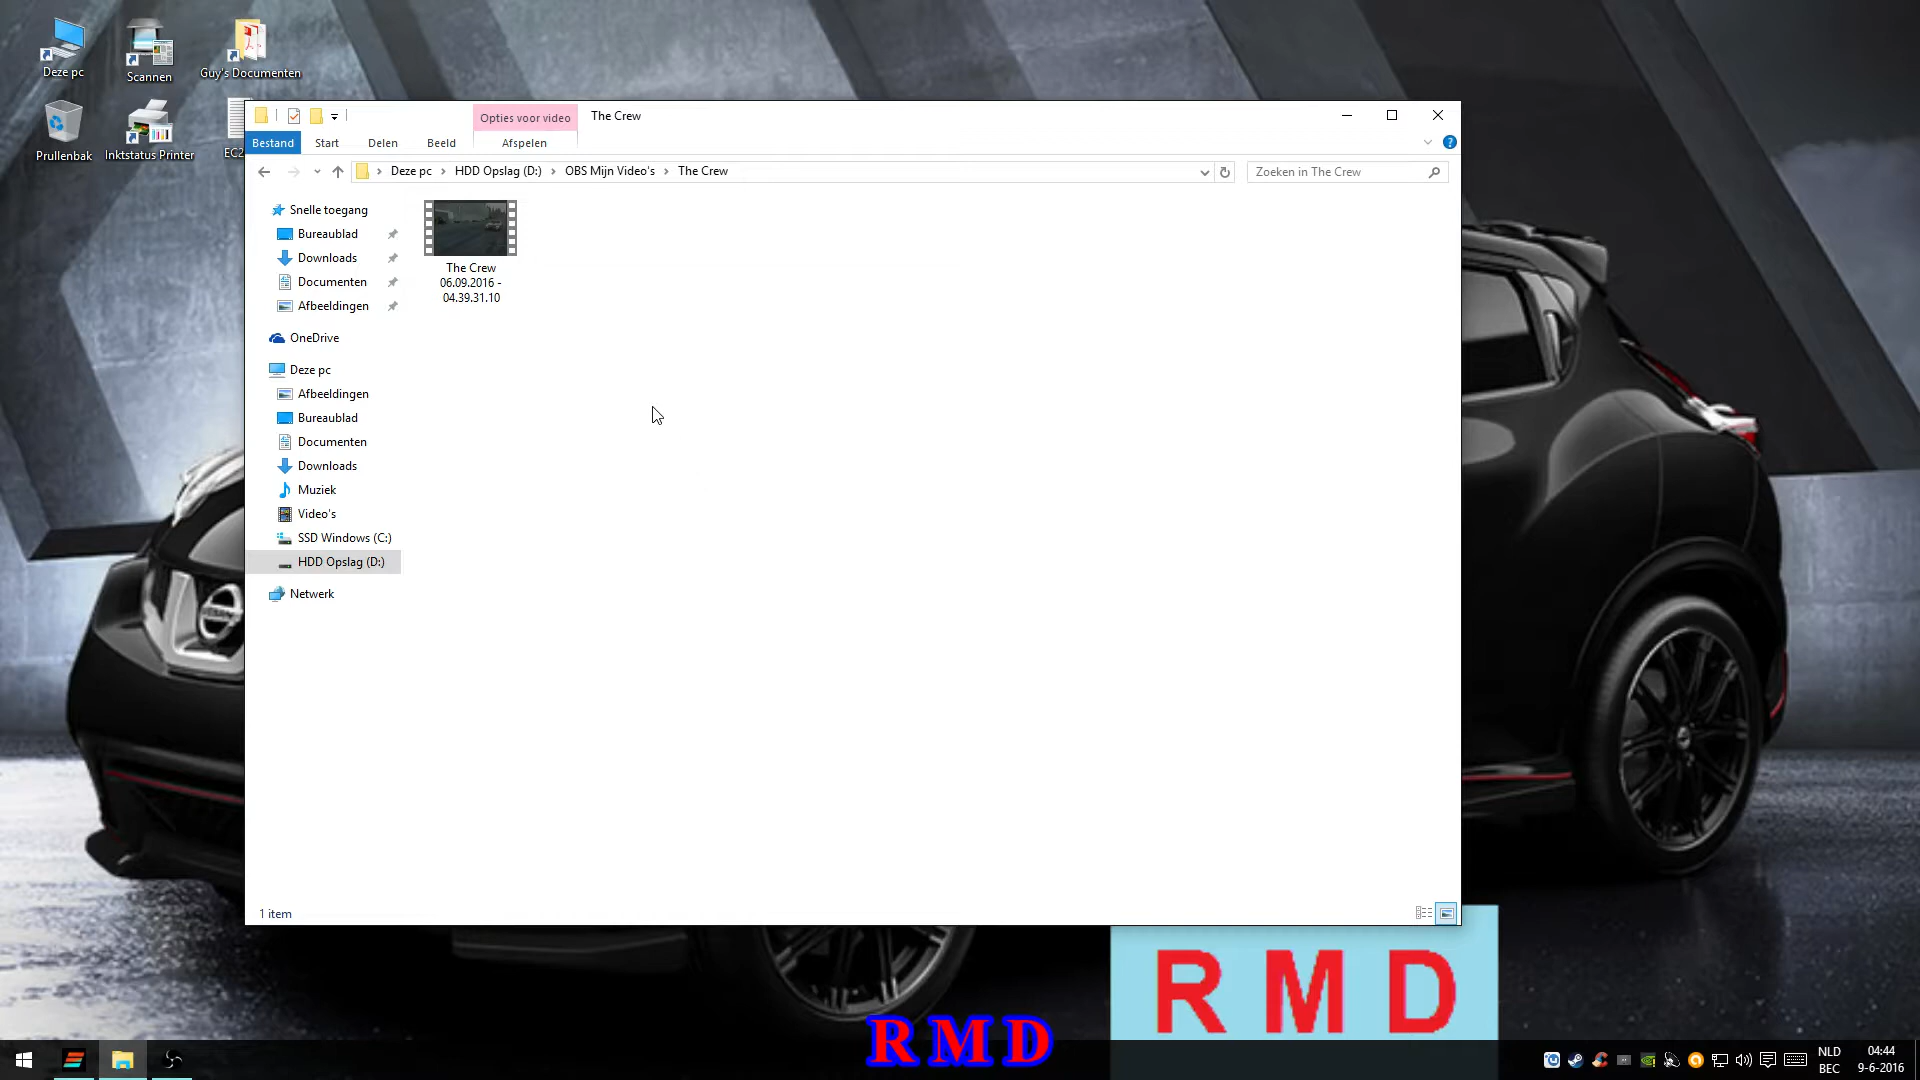 Deze pc
Scannen
Guy's Documenten
Prullenbak
Inktstatus Printer
EC2
Opties voor video
The Crew
Bestand
Start
Delen
Beeld
Afspelen
Deze pc
HDD Opslag (D:)
OBS Mijn Video's
The Crew
Zoeken in The Crew
Snelle toegang
Bureaublad
Downloads
Documenten
Afbeeldingen
OneDrive
Deze pc
Afbeeldingen
Bureaublad
Documenten
Downloads
Muziek
Video's
SSD Windows (C:)
HDD Opslag (D:)
Netwerk
The Crew
06.09.2016 -
04.39.31.10
1 item
R M D
R M D
NLD
BEC
04:44
9-6-2016